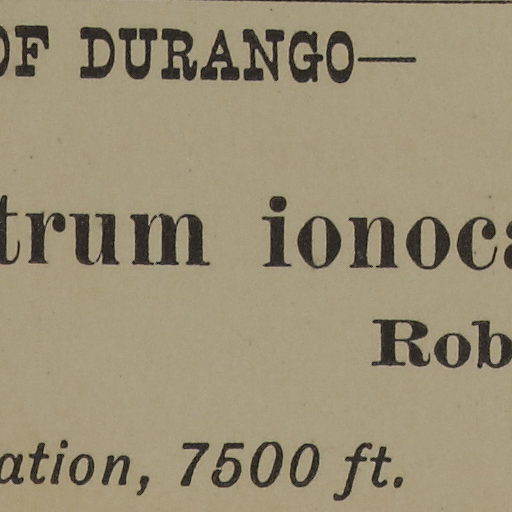 OF DURANGO—
trum ionoca
Rob
ation, 7500 ft.